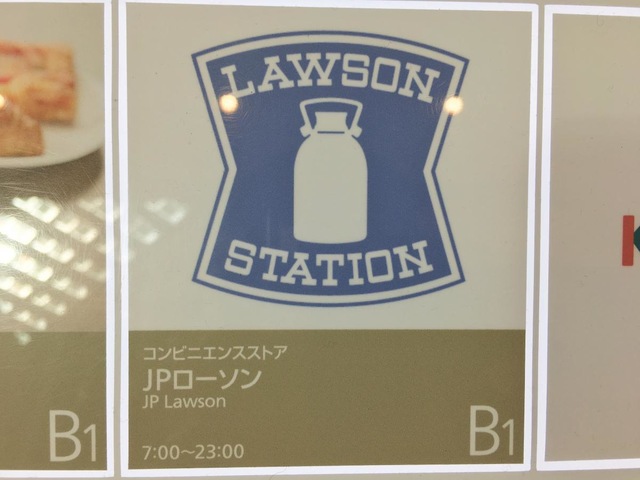 LAWSON
STATION
コンビニエンスストア
JPローソン
JP Lawson
7:00～23:00
B1
B1
K